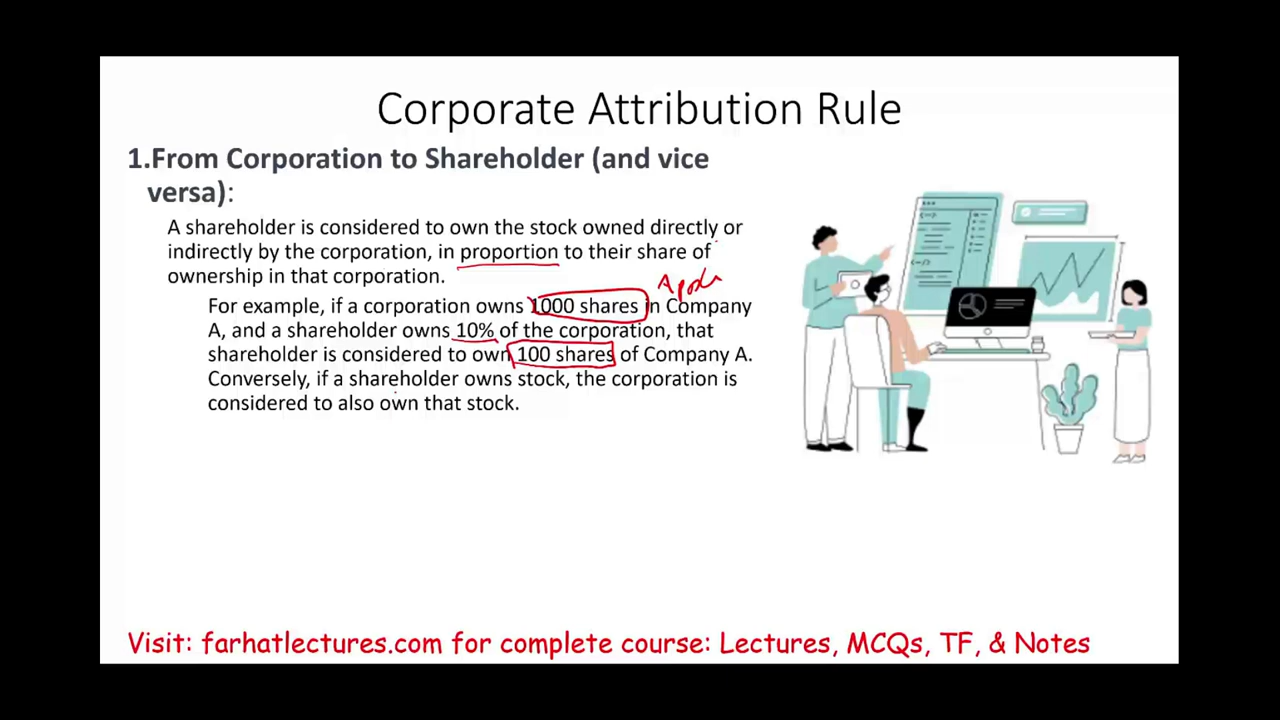 Corporate Attribution Rule
1.From Corporation to Shareholder (and vice
versa):
A shareholder is considered to own the stock owned directly or
indirectly by the corporation, in proportion to their share of
ownership in that corporation.
For example, if a corporation owns 1000 shares in Company
A, and a shareholder owns 10% of the corporation, that
shareholder is considered to own 100 shares of Company A.
Conversely, if a shareholder owns stock, the corporation is
considered to also own that stock.
Visit: farhatlectures.com for complete course: Lectures, MCQs, TF, & Notes